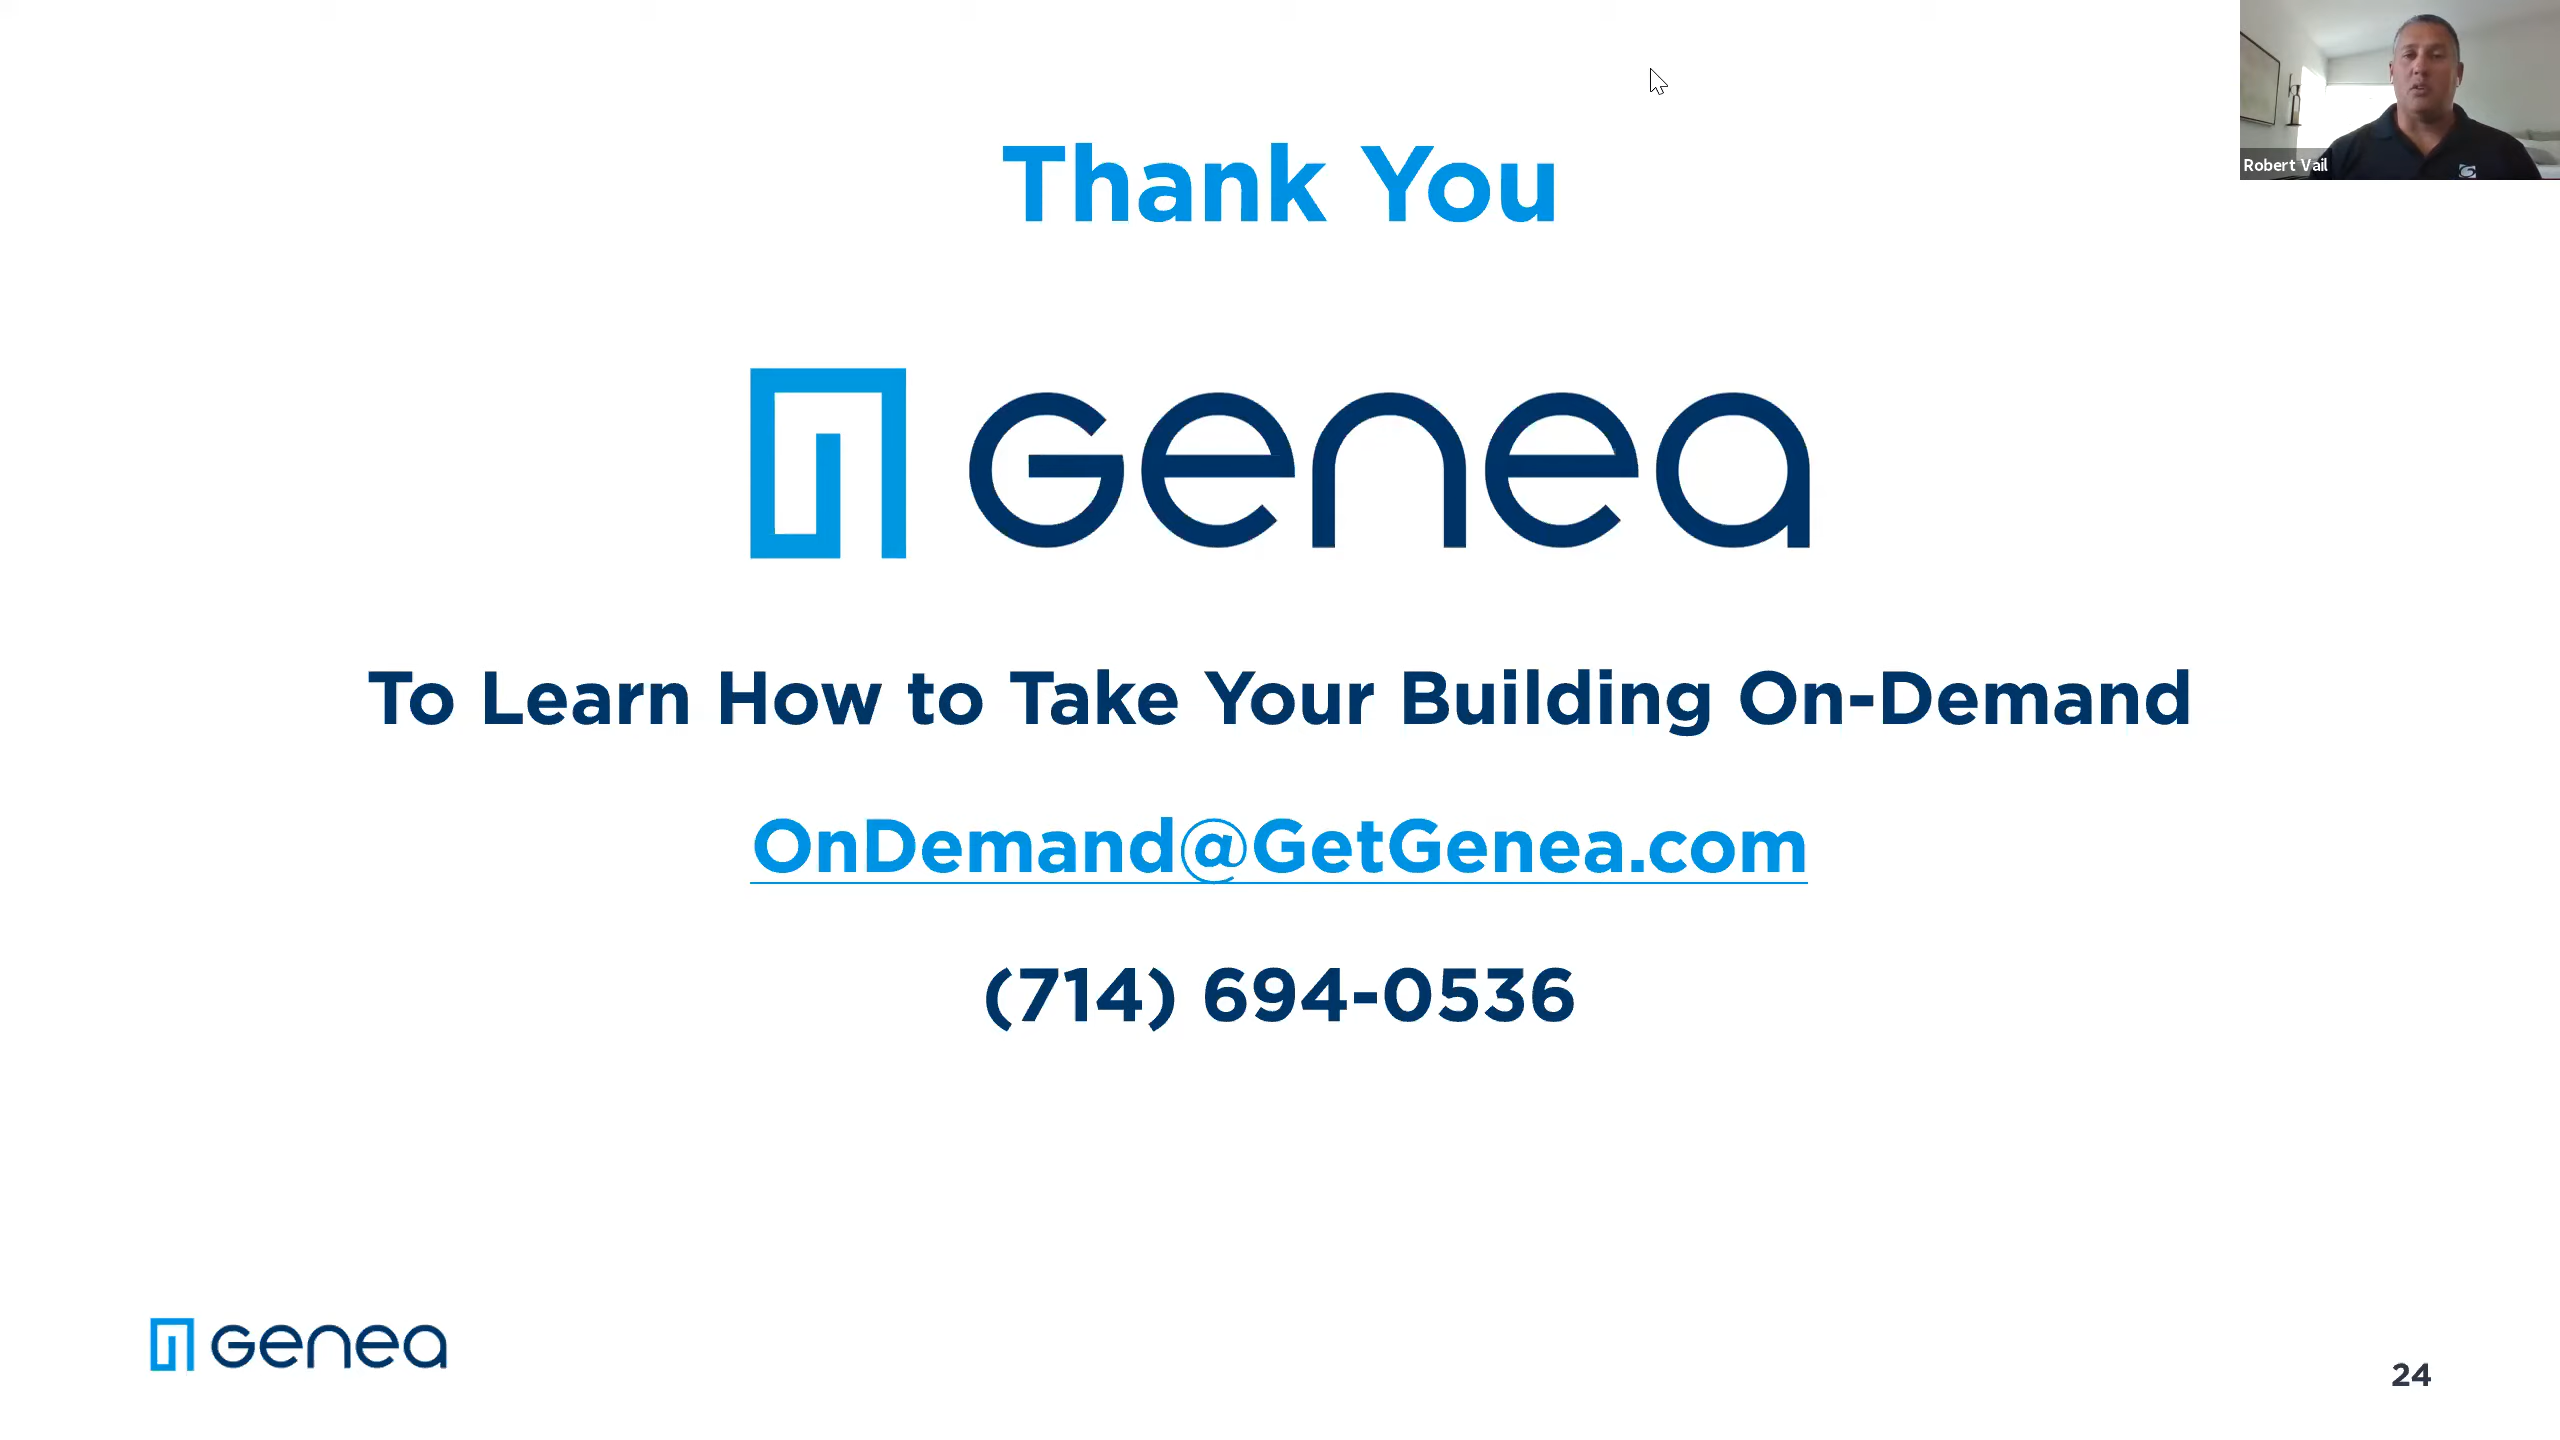 Thank You
Robert Vail
Genea
To Learn How to Take Your Building On-Demand
OnDemand@GetGenea.com
(714) 694-0536
Genea
24